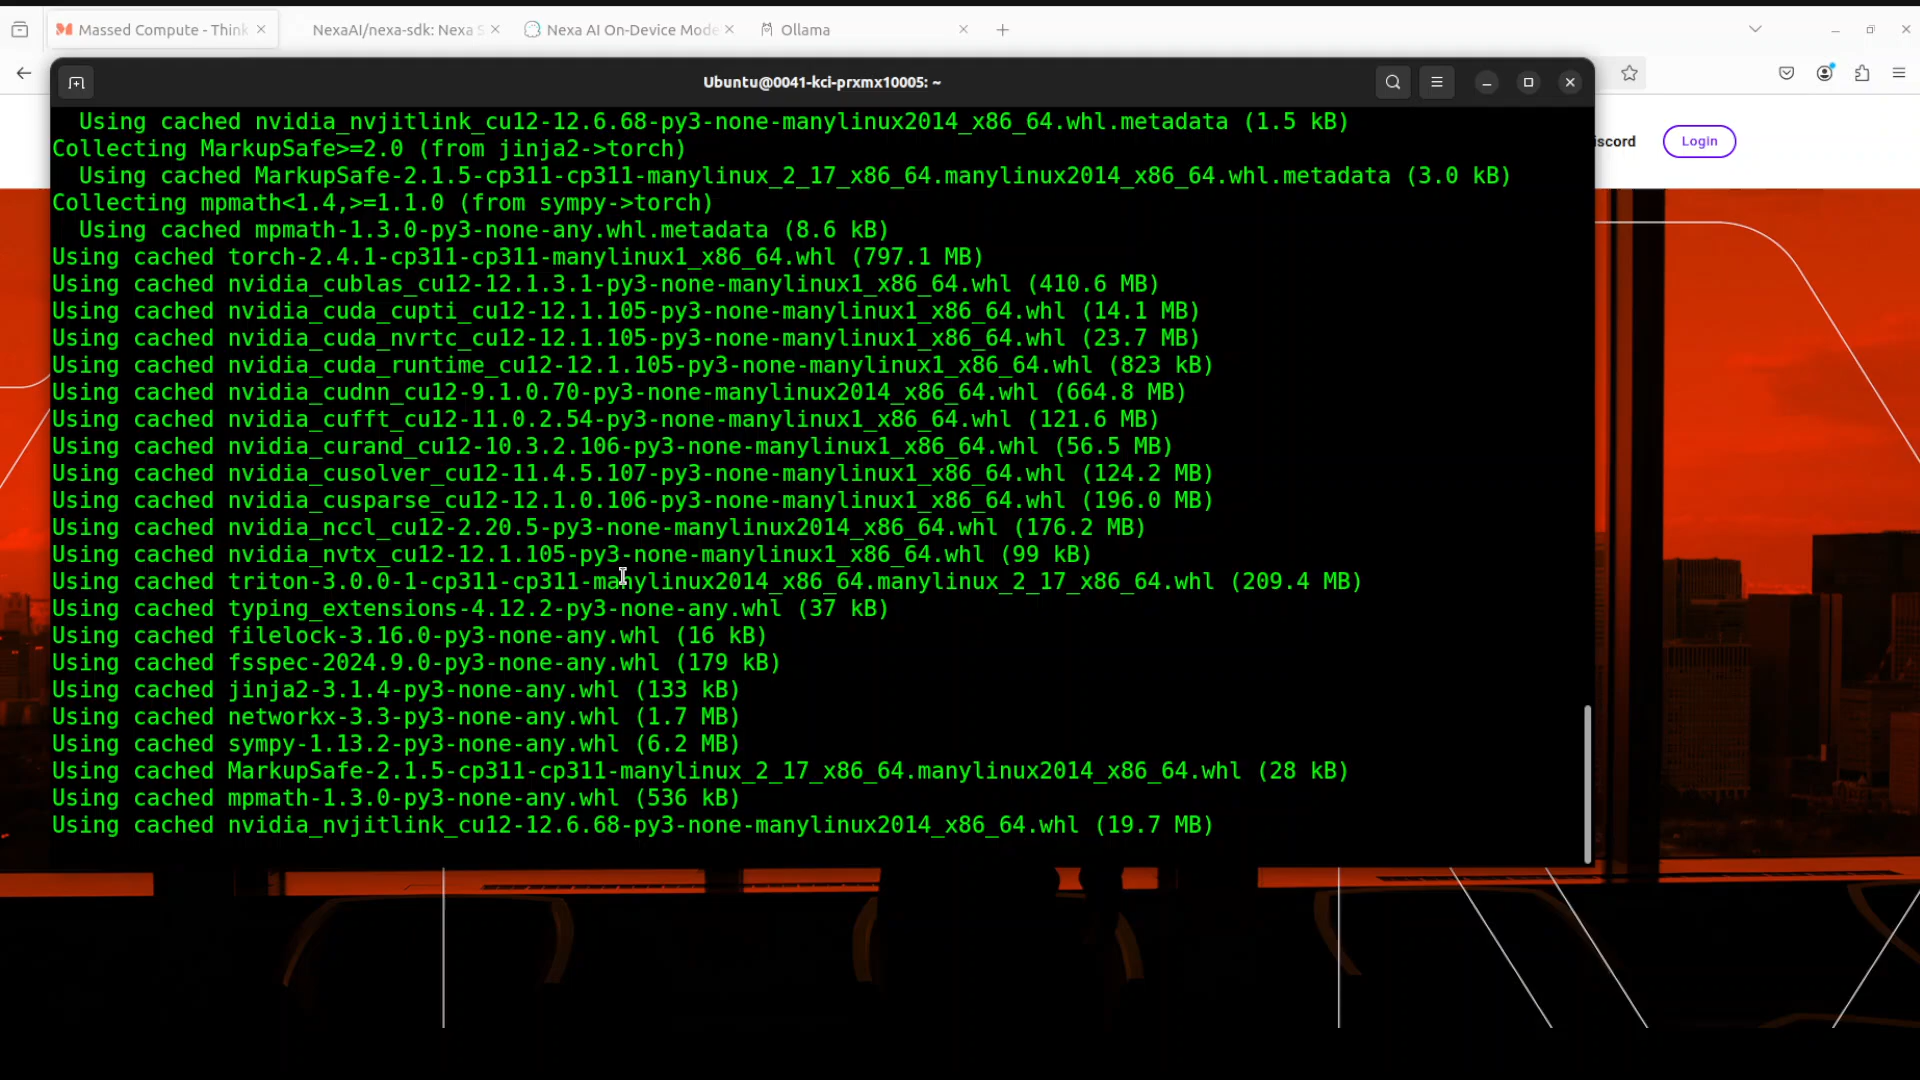 Massed Compute - Think
NexaAI/nexa-sdk: Nexa S
Nexa AI On-Device Mode
Ollama
Ubuntu@0041-kci-prxmx10005: ~
iscord
Login
Using cached nvidia_nvjitlink_cu12-12.6.68-py3-none-manylinux2014_x86_64.whl.metadata (1.5 kB)
Collecting MarkupSafe>=2.0 (from jinja2->torch)
Using cached MarkupSafe-2.1.5-cp311-cp311-manylinux_2_17_x86_64.manylinux2014_x86_64.whl.metadata (3.0 kB)
Collecting mpmath<1.4,>=1.1.0 (from sympy->torch)
Using cached mpmath-1.3.0-py3-none-any.whl.metadata (8.6 kB)
Using cached torch-2.4.1-cp311-cp311-manylinux1_x86_64.whl (797.1 MB)
Using cached nvidia_cublas_cu12-12.1.3.1-py3-none-manylinux1_x86_64.whl (410.6 MB)
Using cached nvidia_cuda_cupti_cu12-12.1.105-py3-none-manylinux1_x86_64.whl (14.1 MB)
Using cached nvidia_cuda_nvrtc_cu12-12.1.105-py3-none-manylinux1_x86_64.whl (23.7 MB)
Using cached nvidia_cuda_runtime_cu12-12.1.105-py3-none-manylinux1_x86_64.whl (823 kB)
Using cached nvidia_cudnn_cu12-9.1.0.70-py3-none-manylinux2014_x86_64.whl (664.8 MB)
Using cached nvidia_cufft_cu12-11.0.2.54-py3-none-manylinux1_x86_64.whl (121.6 MB)
Using cached nvidia_curand_cu12-10.3.2.106-py3-none-manylinux1_x86_64.whl (56.5 MB)
Using cached nvidia_cusolver_cu12-11.4.5.107-py3-none-manylinux1_x86_64.whl (124.2 MB)
Using cached nvidia_cusparse_cu12-12.1.0.106-py3-none-manylinux1_x86_64.whl (196.0 MB)
Using cached nvidia_nccl_cu12-2.20.5-py3-none-manylinux2014_x86_64.whl (176.2 MB)
Using cached nvidia_nvtx_cu12-12.1.105-py3-none-manylinux1_x86_64.whl (99 kB)
Using cached triton-3.0.0-1-cp311-cp311-manylinux2014_x86_64.manylinux_2_17_x86_64.whl (209.4 MB)
Using cached typing_extensions-4.12.2-py3-none-any.whl (37 kB)
Using cached filelock-3.16.0-py3-none-any.whl (16 kB)
Using cached fsspec-2024.9.0-py3-none-any.whl (179 kB)
Using cached jinja2-3.1.4-py3-none-any.whl (133 kB)
Using cached networkx-3.3-py3-none-any.whl (1.7 MB)
Using cached sympy-1.13.2-py3-none-any.whl (6.2 MB)
Using cached MarkupSafe-2.1.5-cp311-cp311-manylinux_2_17_x86_64.manylinux2014_x86_64.whl (28 kB)
Using cached mpmath-1.3.0-py3-none-any.whl (536 kB)
Using cached nvidia_nvjitlink_cu12-12.6.68-py3-none-manylinux2014_x86_64.whl (19.7 MB)